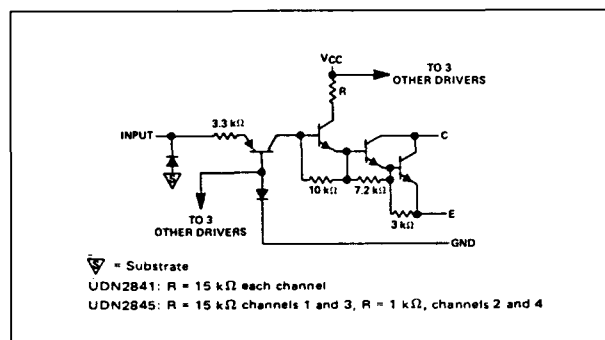 VCC
TO 3
OTHER DRIVERS
R
3.3 kΩ
INPUT
C
S
10 kΩ
7.2 kΩ
TO 3
OTHER DRIVERS
3 kΩ
E
GND
S = Substrate
UDN2841: R = 15 kΩ each channel
UDN2845: R = 15 kΩ channels 1 and 3, R = 1 kΩ, channels 2 and 4